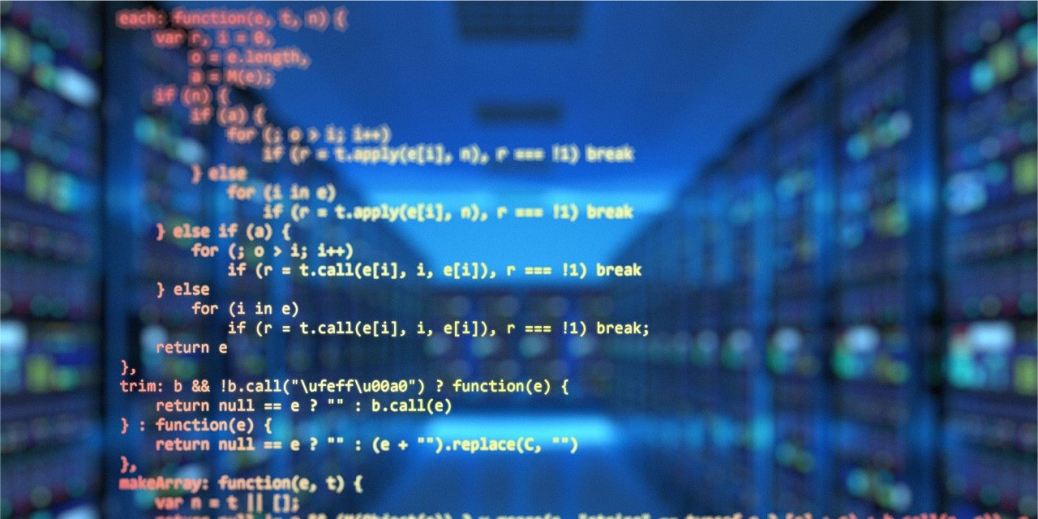 each: function(e, t, n) {
var r, i = 0,
o = e.length,
a = M(e);
if (n) {
if (a) {
for (; o > i; i++)
if (r = t.apply(e[i], n), r === !1) break
} else
for (i in e)
if (r = t.apply(e[i], n), r === !1) break
} else if (a) {
for (; o > i; i++)
if (r = t.call(e[i], i, e[i]), r === !1) break
} else
for (i in e)
if (r = t.call(e[i], i, e[i]), r === !1) break;
return e
},
trim: b && !b.call("\ufeff\u00a0") ? function(e) {
return null == e ? "" : b.call(e)
} : function(e) {
return null == e ? "" : (e + "").replace(C, "")
},
makeArray: function(e, t) {
var n = t || [];